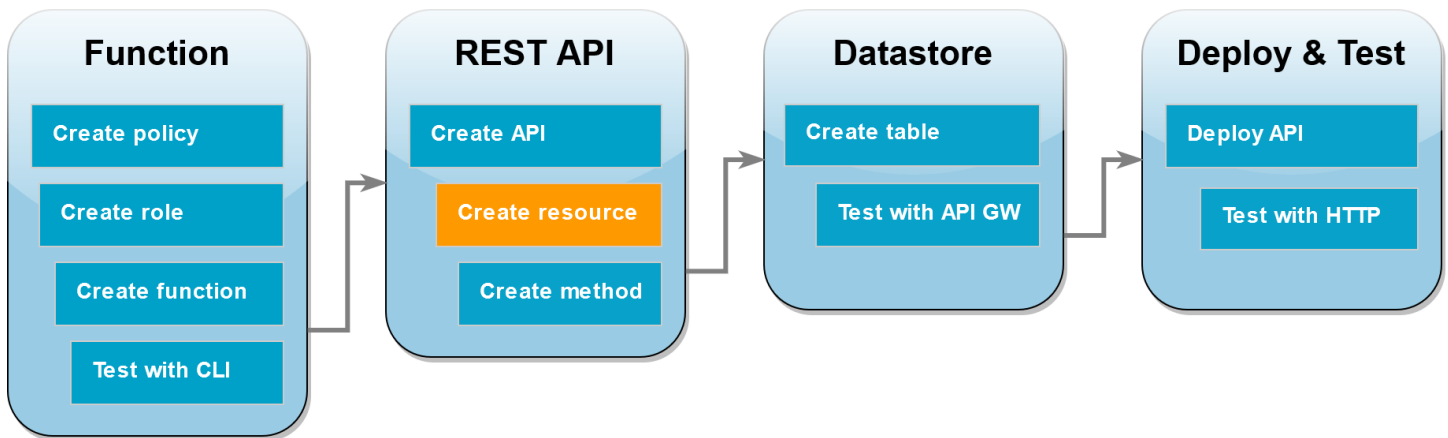 Function
Create policy
Create role
Create function
Test with CLI
REST API
Create API
Create resource
Create method
Datastore
Create table
Test with API GW
Deploy & Test
Deploy API
Test with HTTP